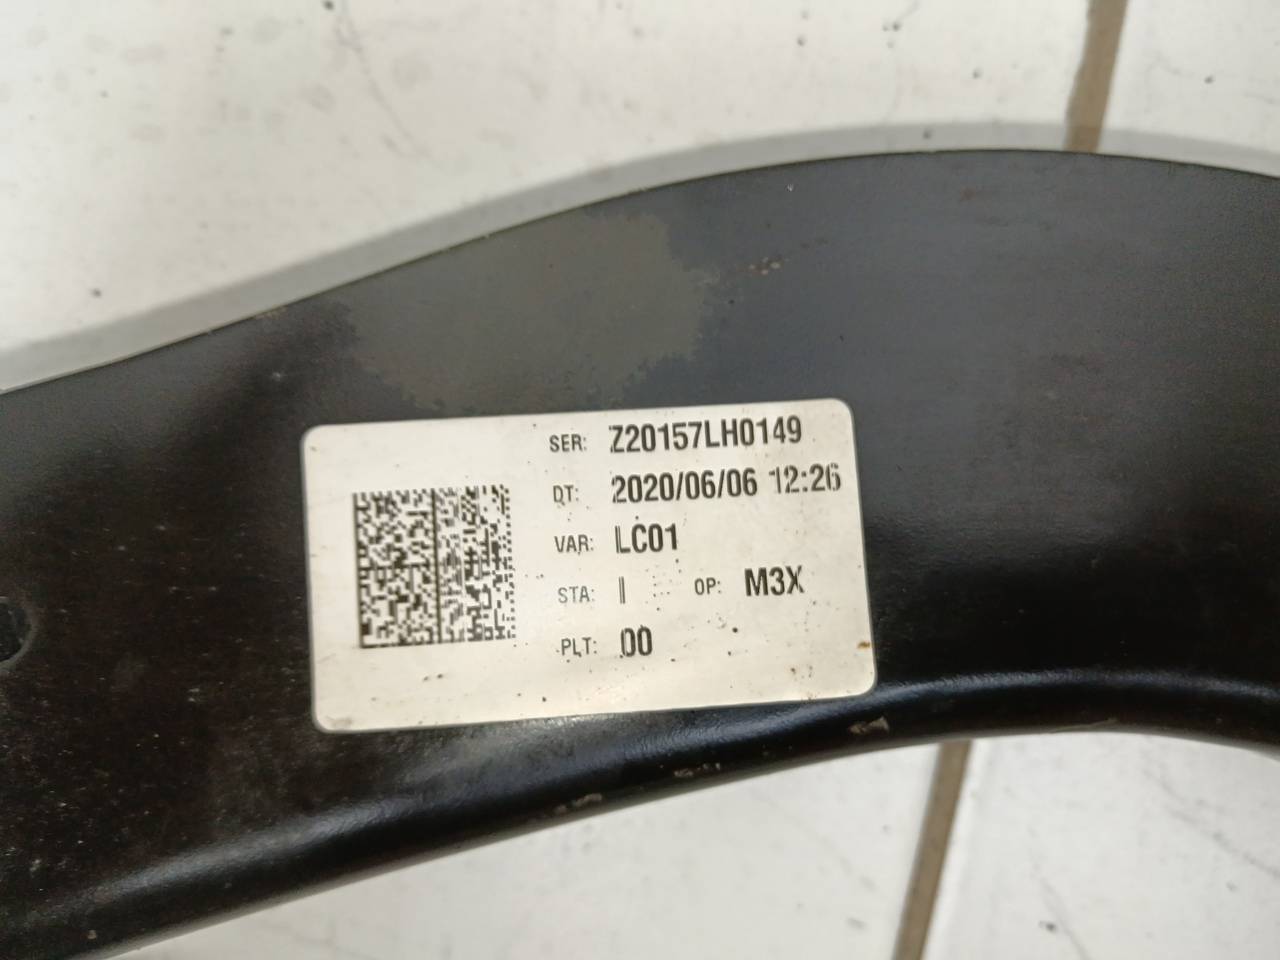 SER: Z20157LH0149
DT: 2020/06/06 12:26
VAR: LC01
STA: I OP: M3X
PLT: 00